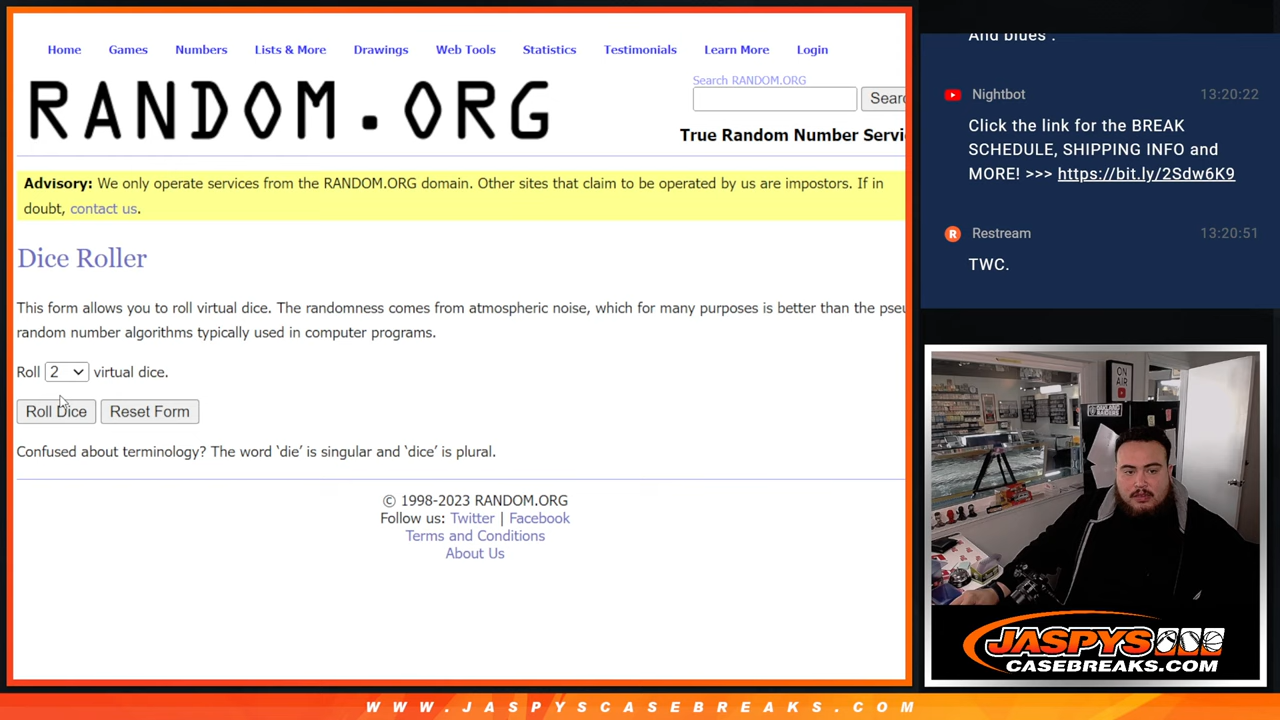 Home Games Numbers Lists & More Drawings Web Tools Statistics Testimonials Learn More Login
RANDOM.ORG
Search RANDOM.ORG
Searc
True Random Number Servi
Advisory: We only operate services from the RANDOM.ORG domain. Other sites that claim to be operated by us are impostors. If in
doubt, contact us.
Dice Roller
This form allows you to roll virtual dice. The randomness comes from atmospheric noise, which for many purposes is better than the pseu
random number algorithms typically used in computer programs.
Roll 2 virtual dice.
Roll Dice Reset Form
Confused about terminology? The word ‘die’ is singular and ‘dice’ is plural.
© 1998-2023 RANDOM.ORG
Follow us: Twitter | Facebook
Terms and Conditions
About Us
And blues .
Nightbot 13:20:22
Click the link for the BREAK
SCHEDULE, SHIPPING INFO and
MORE! >>> https://bit.ly/2Sdw6K9
Restream 13:20:51
TWC.
ON
AIR
OAKLAND
RAIDERS
JASPYS
CASEBREAKS.COM
WWW.JASPYSCASEBREAKS.COM